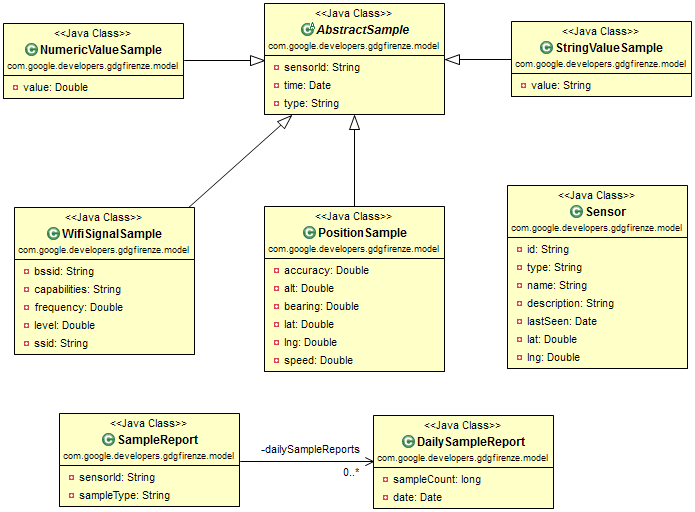 <<Java Class>>
NumericValueSample
com.google.developers.gdgfirenze.model
value: Double
<<Java Class>>
AbstractSample
com.google.developers.gdgfirenze.model
sensorId: String
time: Date
type: String
<<Java Class>>
StringValueSample
com.google.developers.gdgfirenze.model
value: String
<<Java Class>>
WifiSignalSample
com.google.developers.gdgfirenze.model
bssid: String
capabilities: String
frequency: Double
level: Double
ssid: String
<<Java Class>>
PositionSample
com.google.developers.gdgfirenze.model
accuracy: Double
alt: Double
bearing: Double
lat: Double
lng: Double
speed: Double
<<Java Class>>
Sensor
com.google.developers.gdgfirenze.model
id: String
type: String
name: String
description: String
lastSeen: Date
lat: Double
lng: Double
<<Java Class>>
SampleReport
com.google.developers.gdgfirenze.model
sensorId: String
sampleType: String
-dailySampleReports
0..*
<<Java Class>>
DailySampleReport
com.google.developers.gdgfirenze.model
sampleCount: long
date: Date